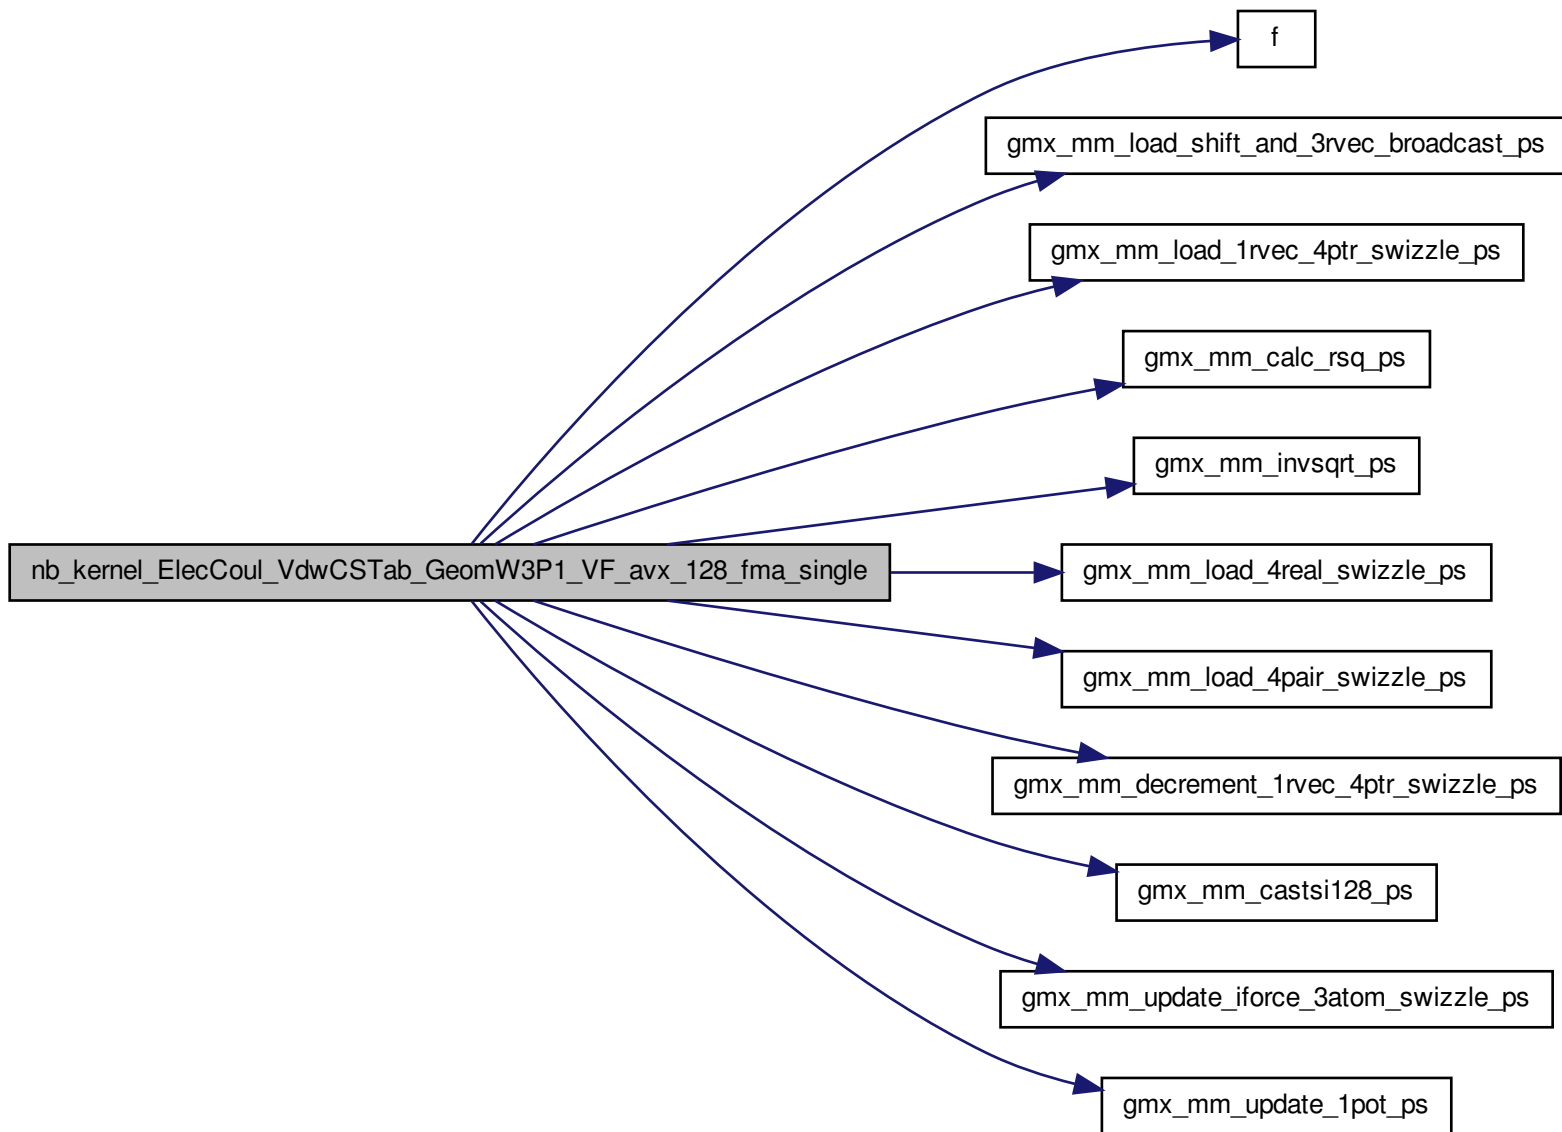 f
gmx_mm_load_shift_and_3rvec_broadcast_ps
gmx_mm_load_1rvec_4ptr_swizzle_ps
gmx_mm_calc_rsq_ps
gmx_mm_invsqrt_ps
nb_kernel_ElecCoul_VdwCSTab_GeomW3P1_VF_avx_128_fma_single
gmx_mm_load_4real_swizzle_ps
gmx_mm_load_4pair_swizzle_ps
gmx_mm_decrement_1rvec_4ptr_swizzle_ps
gmx_mm_castsi128_ps
gmx_mm_update_iforce_3atom_swizzle_ps
gmx_mm_update_1pot_ps